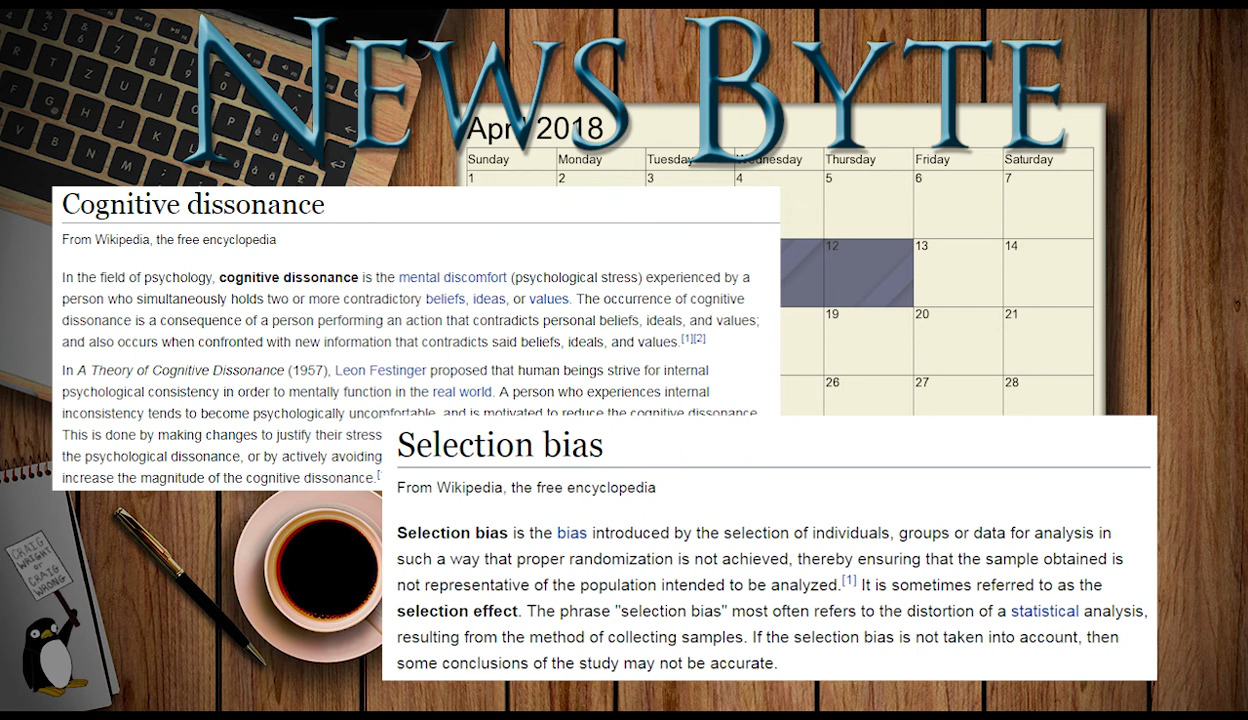 NEWS BYTE
April 2018
Sunday Monday Tuesday Wednesday Thursday Friday Saturday
1 2 3 4 5 6 7
12 13 14
19 20 21
26 27 28
Cognitive dissonance
From Wikipedia, the free encyclopedia
In the field of psychology, cognitive dissonance is the mental discomfort (psychological stress) experienced by a
person who simultaneously holds two or more contradictory beliefs, ideas, or values. The occurrence of cognitive
dissonance is a consequence of a person performing an action that contradicts personal beliefs, ideals, and values;
and also occurs when confronted with new information that contradicts said beliefs, ideals, and values.[1][2]
In A Theory of Cognitive Dissonance (1957), Leon Festinger proposed that human beings strive for internal
psychological consistency in order to mentally function in the real world. A person who experiences internal
inconsistency tends to become psychologically uncomfortable, and is motivated to reduce the cognitive dissonance.
This is done by making changes to justify their stress
the psychological dissonance, or by actively avoiding
increase the magnitude of the cognitive dissonance.[
Selection bias
From Wikipedia, the free encyclopedia
Selection bias is the bias introduced by the selection of individuals, groups or data for analysis in
such a way that proper randomization is not achieved, thereby ensuring that the sample obtained is
not representative of the population intended to be analyzed.[1] It is sometimes referred to as the
selection effect. The phrase "selection bias" most often refers to the distortion of a statistical analysis,
resulting from the method of collecting samples. If the selection bias is not taken into account, then
some conclusions of the study may not be accurate.
CRAIG
WRIGHT
or
CRAIG
WRONG